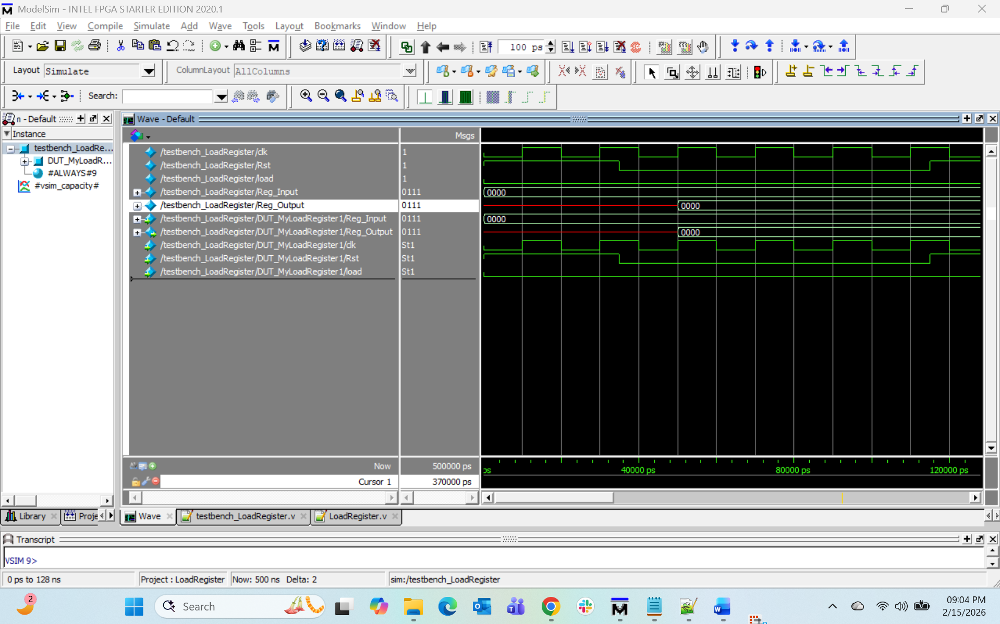 ModelSim - INTEL FPGA STARTER EDITION 2020.1
File Edit View Compile Simulate Add Wave Tools Layout Bookmarks Window Help
100 ps
Layout Simulate
ColumnLayout AllColumns
Search:
n - Default
Instance
testbench_LoadRe...
DUT_MyLoadR...
#ALWAYS#9
#vsim_capacity#
Wave - Default
Msgs
/testbench_LoadRegister/clk 1
/testbench_LoadRegister/Rst 1
/testbench_LoadRegister/load 1
/testbench_LoadRegister/Reg_Input 0111 0000
/testbench_LoadRegister/Reg_Output 0111 0000
/testbench_LoadRegister/DUT_MyLoadRegister1/Reg_Input 0111 0000
/testbench_LoadRegister/DUT_MyLoadRegister1/Reg_Output 0111 0000
/testbench_LoadRegister/DUT_MyLoadRegister1/clk St1
/testbench_LoadRegister/DUT_MyLoadRegister1/Rst St1
/testbench_LoadRegister/DUT_MyLoadRegister1/load St1
Now 500000 ps
ps 40000 ps 80000 ps 120000 ps
Cursor 1 370000 ps
Library Proje Wave testbench_LoadRegister.v LoadRegister.v
Transcript
VSIM 9>
0 ps to 128 ns Project : LoadRegister Now: 500 ns Delta: 2 sim:/testbench_LoadRegister
2
Search
09:04 PM
2/15/2026